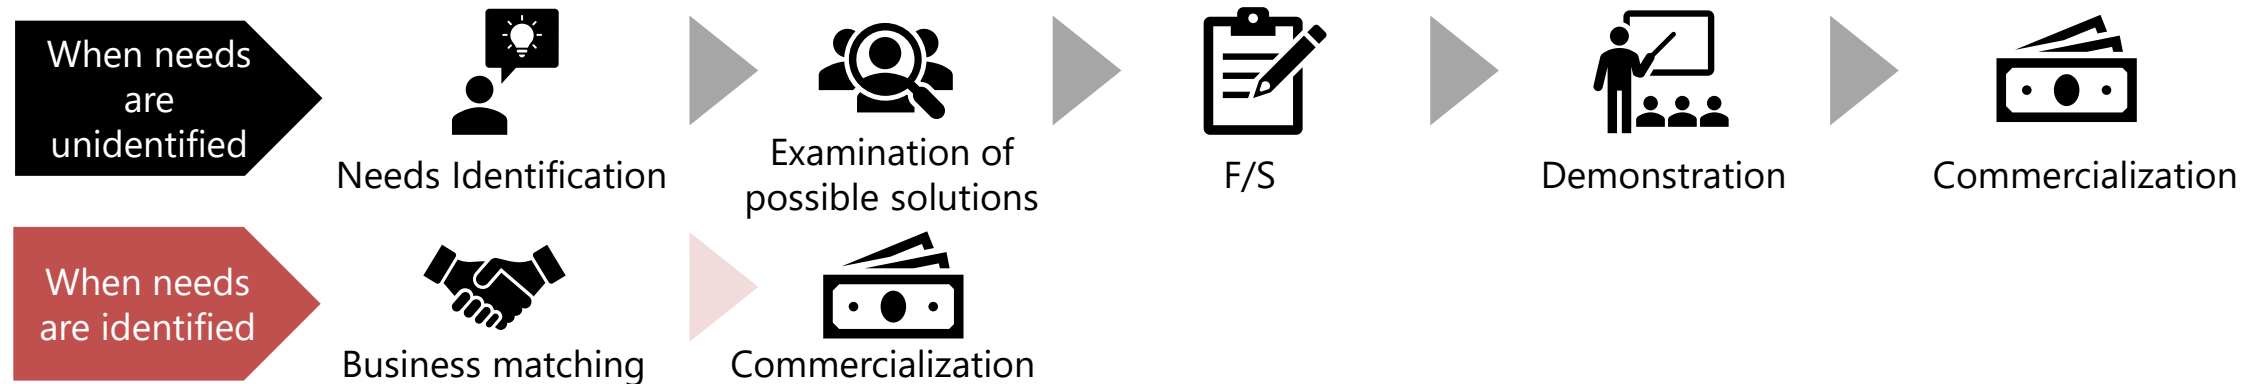 When needs
are
unidentified
Needs Identification
Examination of
possible solutions
F/S
Demonstration
Commercialization
When needs
are identified
Business matching
Commercialization